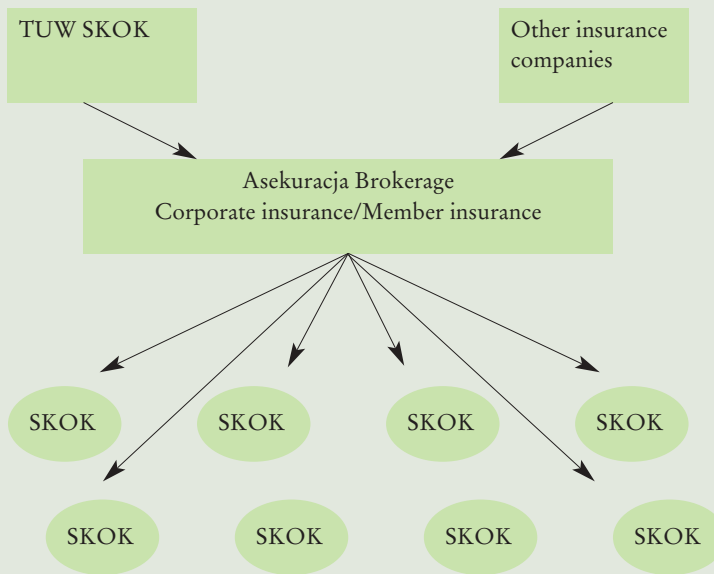 TUW SKOK
Other insurance
companies
Asekuracja Brokerage
Corporate insurance/Member insurance
SKOK
SKOK
SKOK
SKOK
SKOK
SKOK
SKOK
SKOK